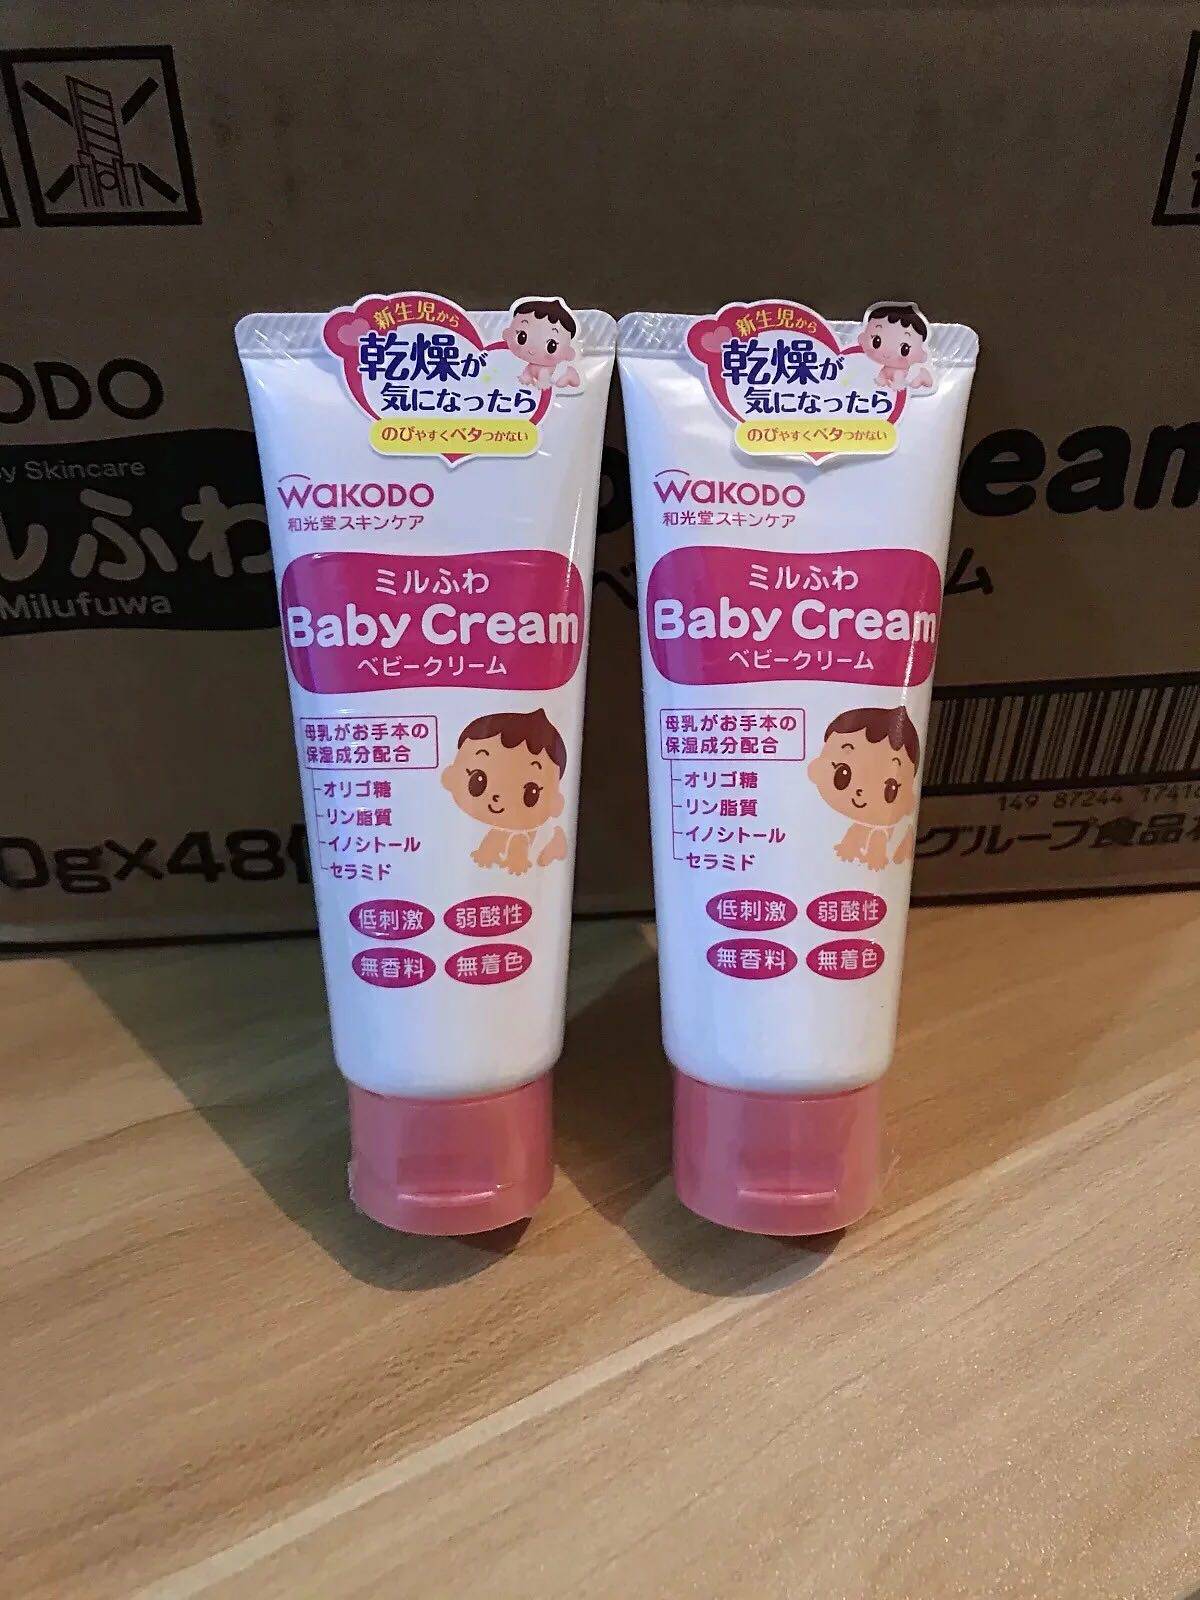 新生児から
乾燥が
気になったら
のびやすくベタつかない
WAKODO
和光堂スキンケア
ミルふわ
Baby Cream
ベビークリーム
母乳がお手本の
保湿成分配合
オリゴ糖
リン脂質
イノシトール
セラミド
低刺激 弱酸性
無香料 無着色
新生児から
乾燥が
気になったら
のびやすくベタつかない
WAKODO
和光堂スキンケア
ミルふわ
Baby Cream
ベビークリーム
母乳がお手本の
保湿成分配合
オリゴ糖
リン脂質
イノシトール
セラミド
低刺激 弱酸性
無香料 無着色
ODO
y Skincare
ルふわ
Milufuwa
0g×48
eam
ム
149 87244 17416
グループ食品